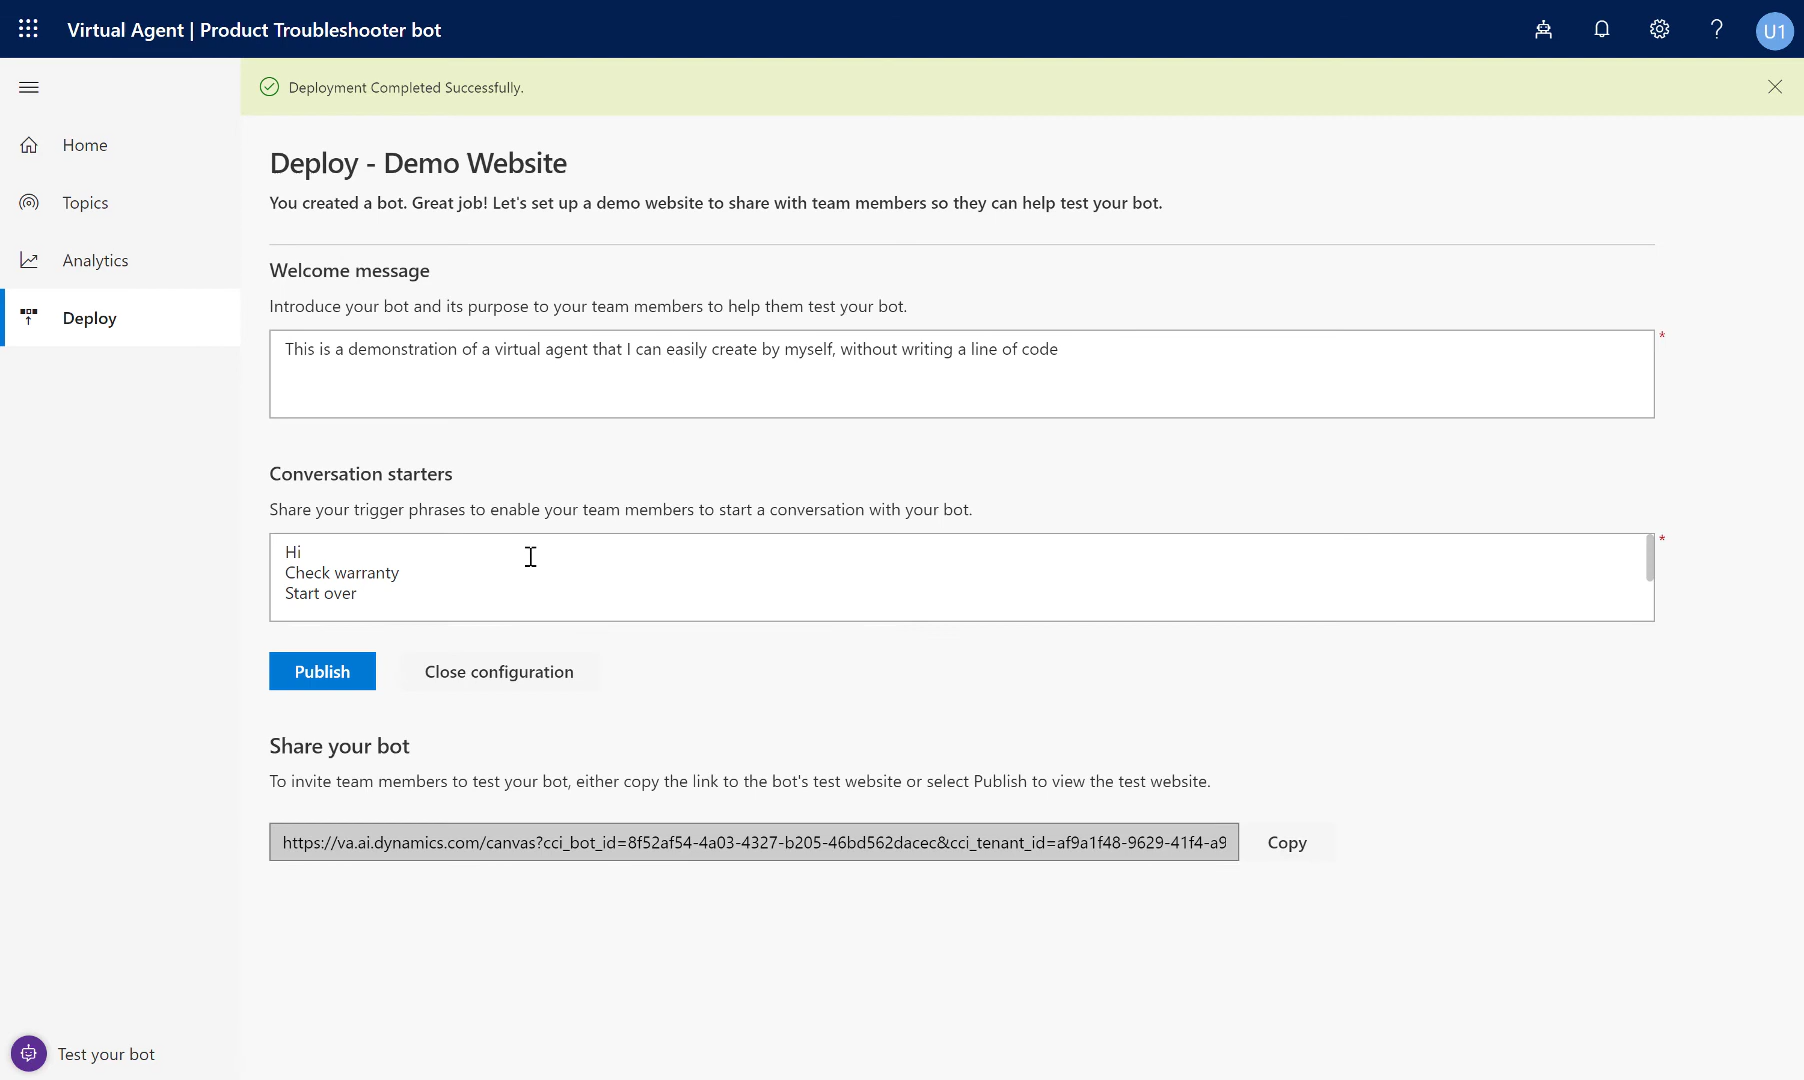 Virtual Agent | Product Troubleshooter bot
U1
Deployment Completed Successfully.
Home
Topics
Analytics
Deploy
Deploy - Demo Website
You created a bot. Great job! Let's set up a demo website to share with team members so they can help test your bot.
Welcome message
Introduce your bot and its purpose to your team members to help them test your bot.
This is a demonstration of a virtual agent that I can easily create by myself, without writing a line of code
*
Conversation starters
Share your trigger phrases to enable your team members to start a conversation with your bot.
Hi
Check warranty
Start over
*
Publish
Close configuration
Share your bot
To invite team members to test your bot, either copy the link to the bot's test website or select Publish to view the test website.
https://va.ai.dynamics.com/canvas?cci_bot_id=8f52af54-4a03-4327-b205-46bd562dacec&cci_tenant_id=af9a1f48-9629-41f4-a9
Copy
Test your bot